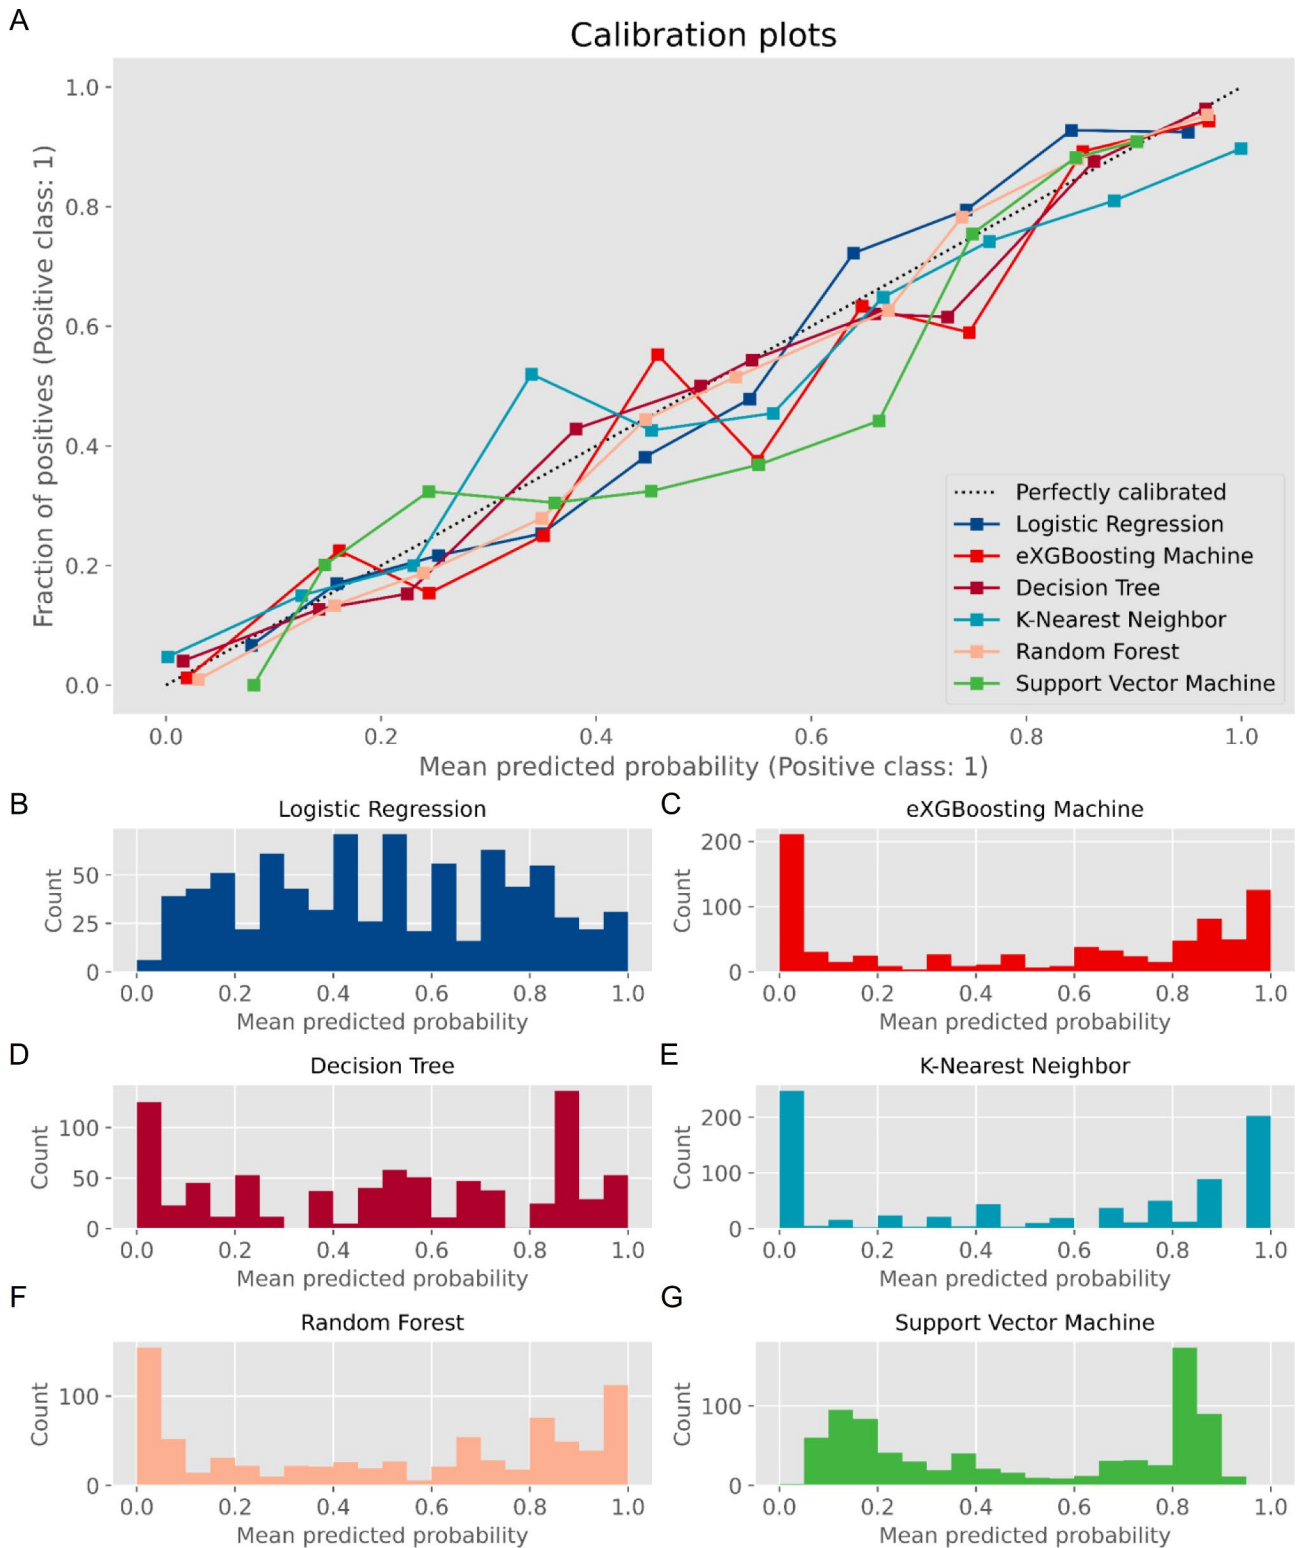 A
Calibration plots
Fraction of positives (Positive class: 1)
1.0
0.8
0.6
0.4
0.2
0.0
Perfectly calibrated
Logistic Regression
eXGBoosting Machine
Decision Tree
K-Nearest Neighbor
Random Forest
Support Vector Machine
0.0 0.2 0.4 0.6 0.8 1.0
Mean predicted probability (Positive class: 1)
B
Logistic Regression
Count
50
25
0
0.0 0.2 0.4 0.6 0.8 1.0
Mean predicted probability
C
eXGBoosting Machine
Count
200
100
0
0.0 0.2 0.4 0.6 0.8 1.0
Mean predicted probability
D
Decision Tree
Count
100
50
0
0.0 0.2 0.4 0.6 0.8 1.0
Mean predicted probability
E
K-Nearest Neighbor
Count
200
100
0
0.0 0.2 0.4 0.6 0.8 1.0
Mean predicted probability
F
Random Forest
Count
100
0
0.0 0.2 0.4 0.6 0.8 1.0
Mean predicted probability
G
Support Vector Machine
Count
100
0
0.0 0.2 0.4 0.6 0.8 1.0
Mean predicted probability